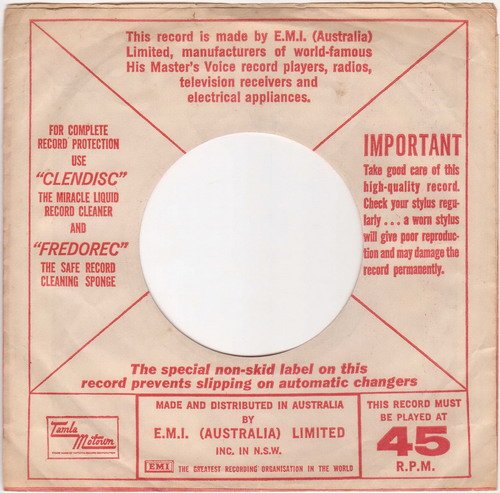 This record is made by E.M.I. (Australia)
Limited, manufacturers of world-famous
His Master's Voice record players, radios,
television receivers and
electrical appliances.
FOR COMPLETE
RECORD PROTECTION
USE
"CLENDISC"
THE MIRACLE LIQUID
RECORD CLEANER
AND
"FREDOREC"
THE SAFE RECORD
CLEANING SPONGE
IMPORTANT
Take good care of this
high-quality record.
Check your stylus regu-
larly . . . a worn stylus
will give poor reproduc-
tion and may damage the
record permanently.
The special non-skid label on this
record prevents slipping on automatic changers
Tamla
Motown
MADE AND DISTRIBUTED IN AUSTRALIA
BY
E.M.I. (AUSTRALIA) LIMITED
INC. IN N.S.W.
EMI THE GREATEST RECORDING ORGANISATION IN THE WORLD
THIS RECORD MUST
BE PLAYED AT
45
R.P.M.